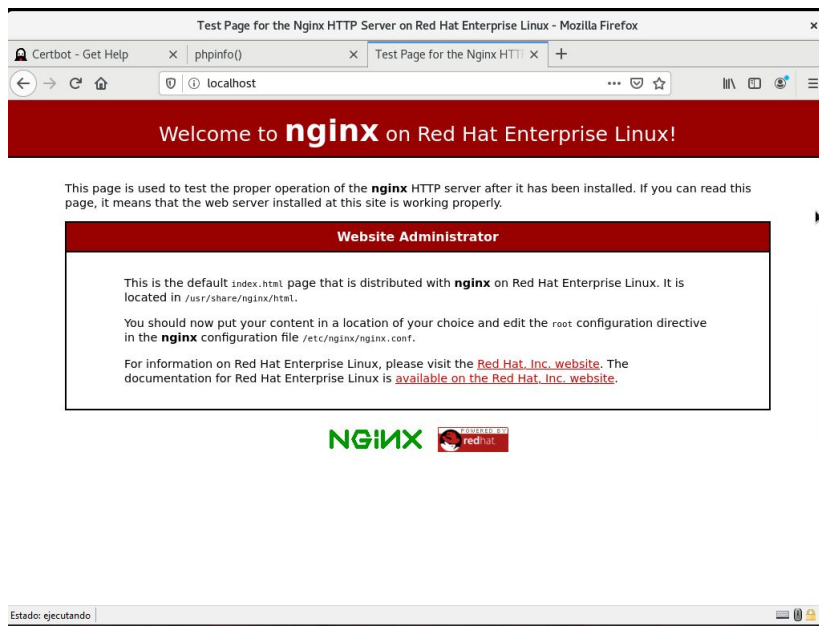 Test Page for the Nginx HTTP Server on Red Hat Enterprise Linux - Mozilla Firefox
Certbot - Get Help
phpinfo()
Test Page for the Nginx HTT
localhost
Welcome to nginx on Red Hat Enterprise Linux!
This page is used to test the proper operation of the nginx HTTP server after it has been installed. If you can read this
page, it means that the web server installed at this site is working properly.
Website Administrator
This is the default index.html page that is distributed with nginx on Red Hat Enterprise Linux. It is
located in /usr/share/nginx/html.
You should now put your content in a location of your choice and edit the root configuration directive
in the nginx configuration file /etc/nginx/nginx.conf.
For information on Red Hat Enterprise Linux, please visit the Red Hat, Inc. website. The
documentation for Red Hat Enterprise Linux is available on the Red Hat, Inc. website.
NGINX
POWERED BY
redhat.
Estado: ejecutando